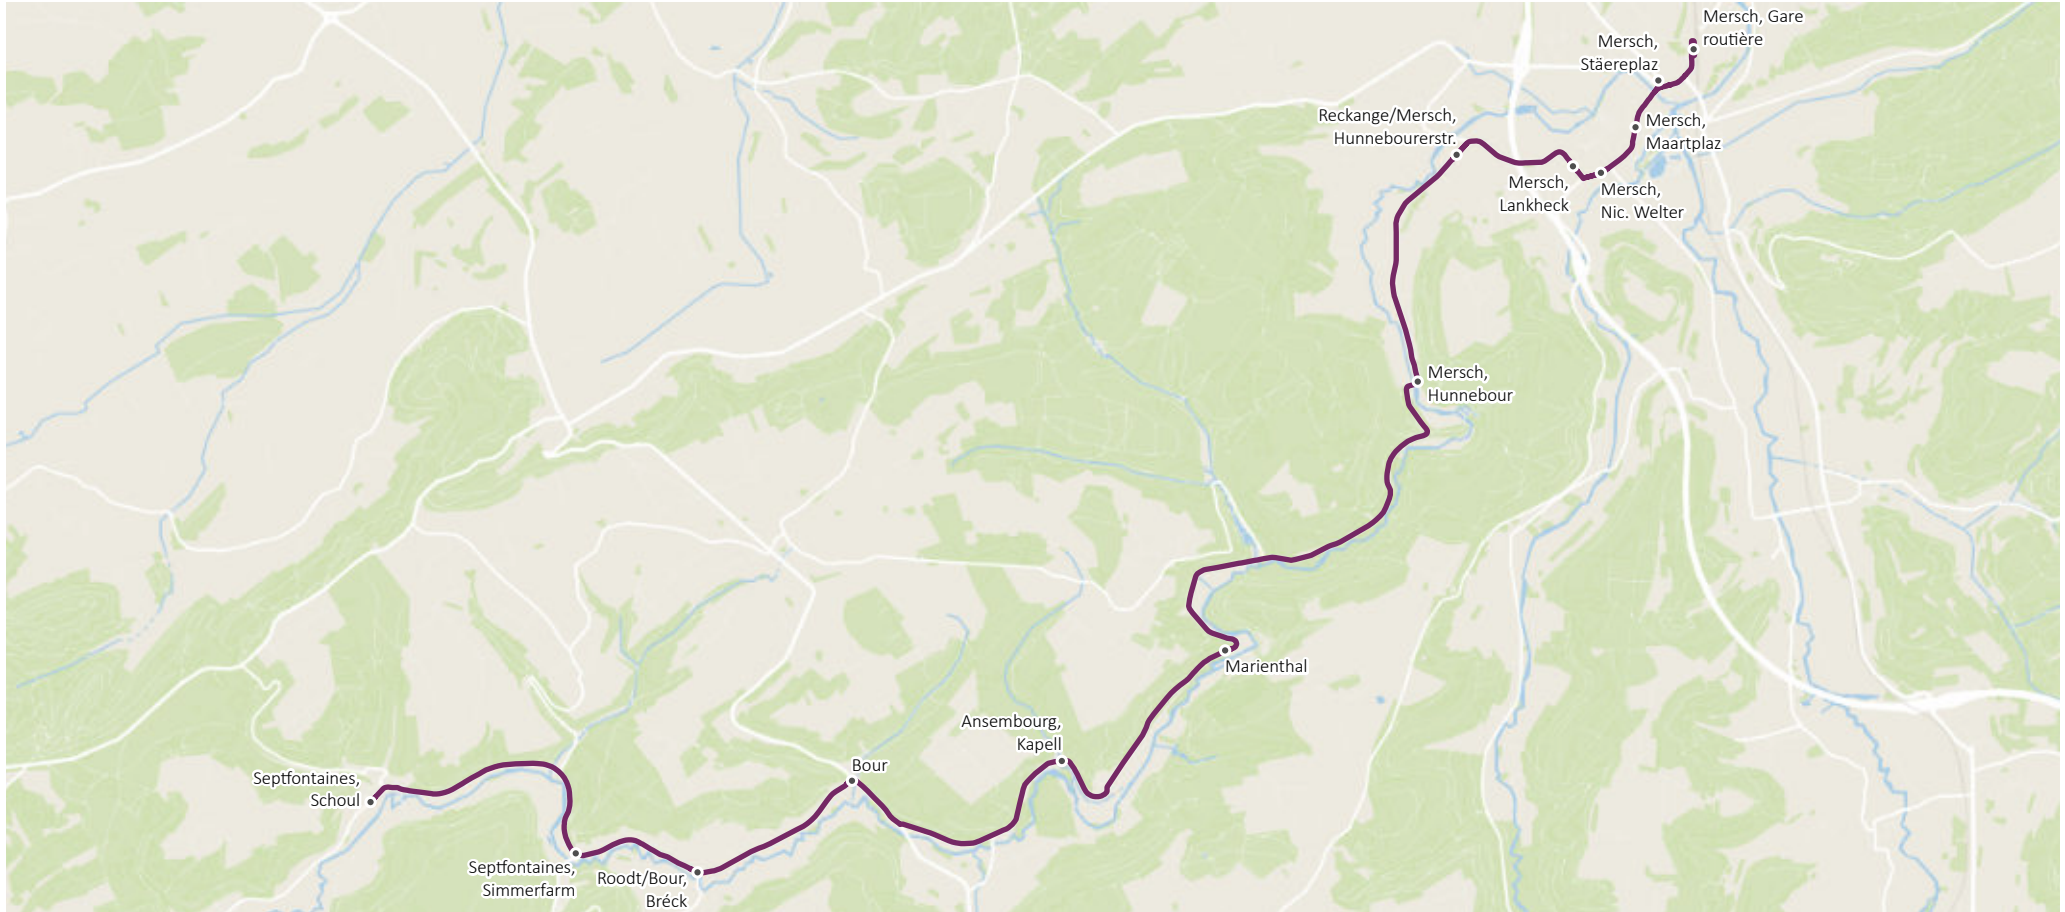 Mersch, Gare
routière
Mersch,
Stäereplaz
Reckange/Mersch,
Hunnebourerstr.
Mersch,
Maartplaz
Mersch,
Lankheck
Mersch,
Nic. Welter
Mersch,
Hunnebour
Marienthal
Ansembourg,
Kapell
Bour
Septfontaines,
Schoul
Septfontaines,
Simmerfarm
Roodt/Bour,
Bréck